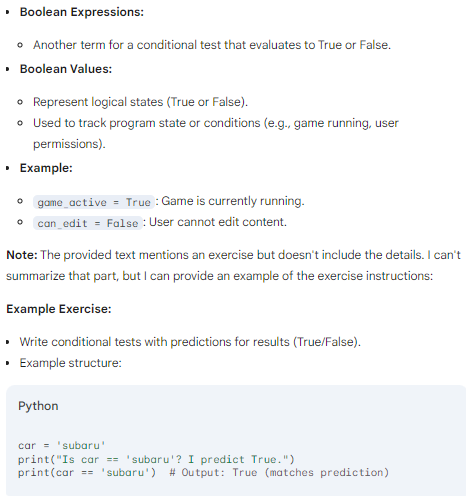 • Boolean Expressions:
○ Another term for a conditional test that evaluates to True or False.
• Boolean Values:
○ Represent logical states (True or False).
○ Used to track program state or conditions (e.g., game running, user
permissions).
• Example:
○ game_active = True : Game is currently running.
○ can_edit = False : User cannot edit content.
Note: The provided text mentions an exercise but doesn't include the details. I can't
summarize that part, but I can provide an example of the exercise instructions:
Example Exercise:
• Write conditional tests with predictions for results (True/False).
• Example structure:
Python
car = 'subaru'
print("Is car == 'subaru'? I predict True.")
print(car == 'subaru')  # Output: True (matches prediction)